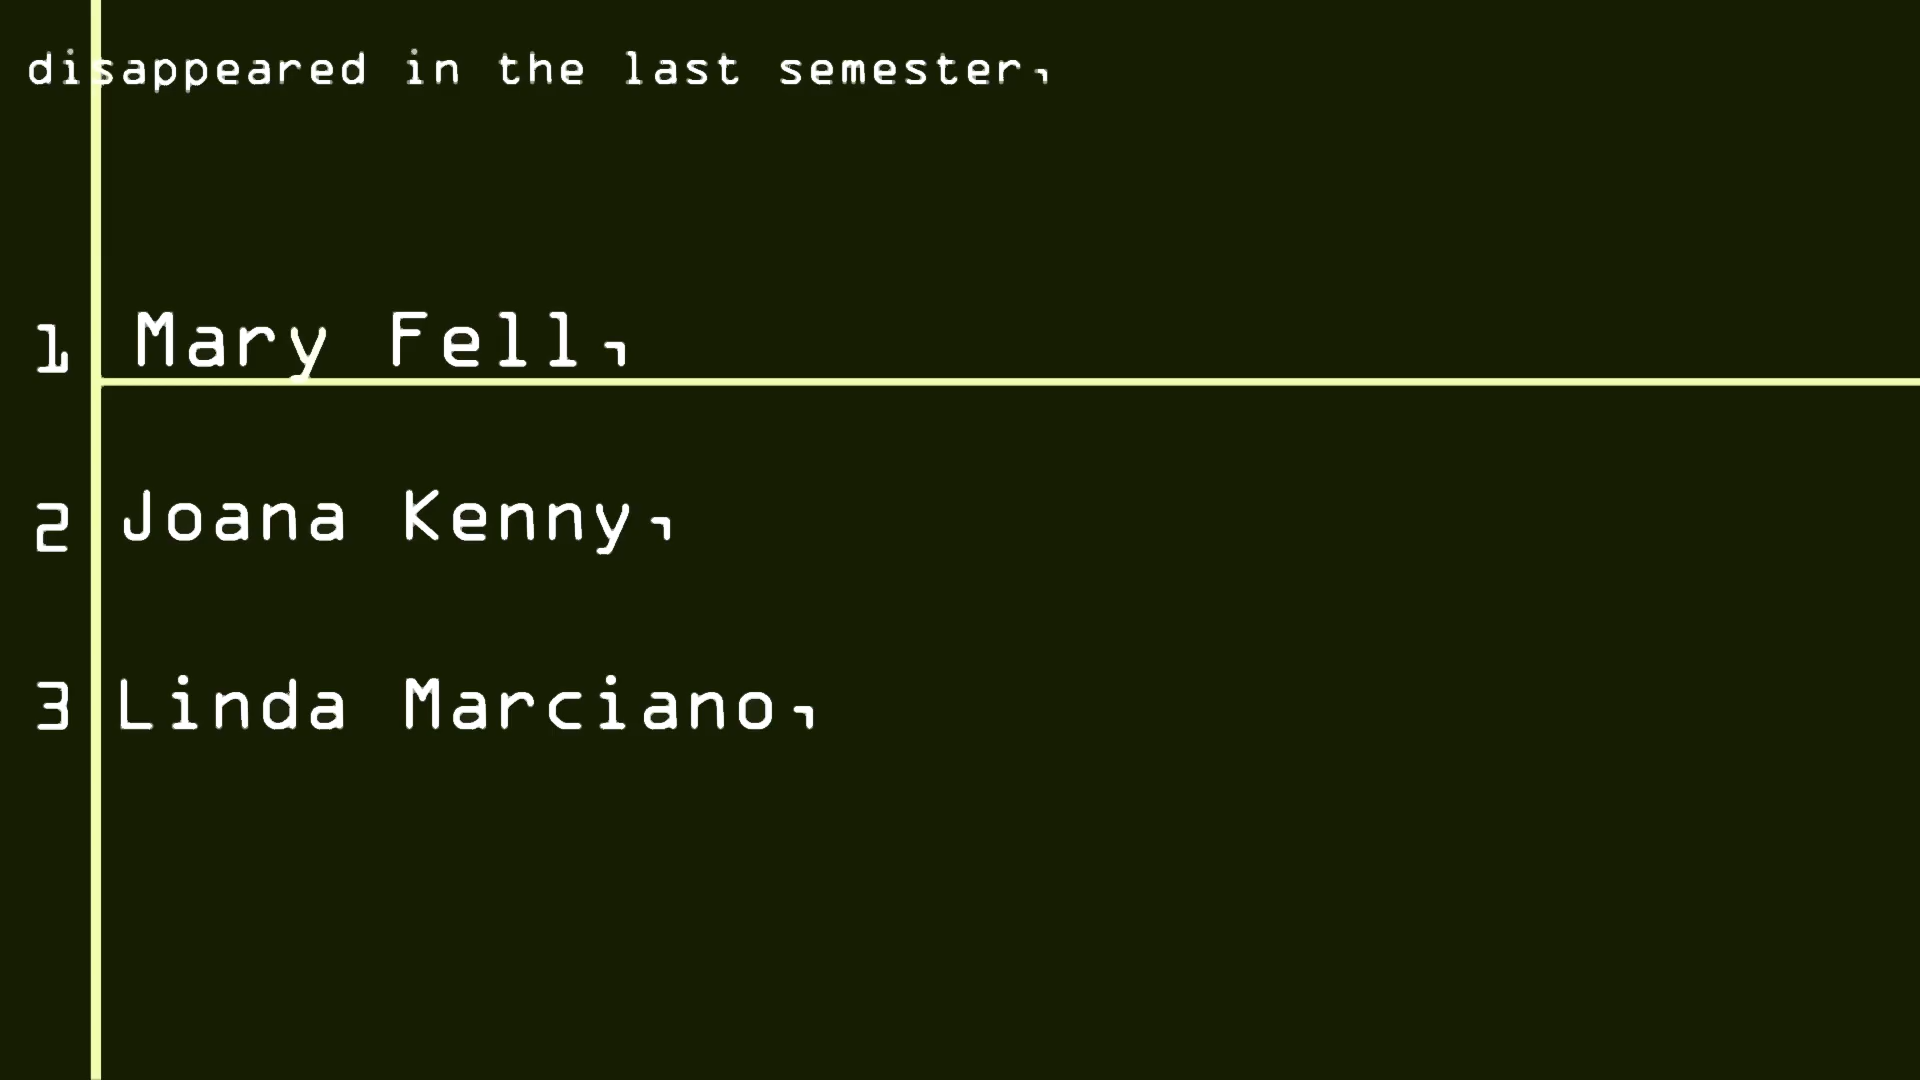 disappeared in the last semester,
1 Mary Fell,
2 Joana Kenny,
3 Linda Marciano,